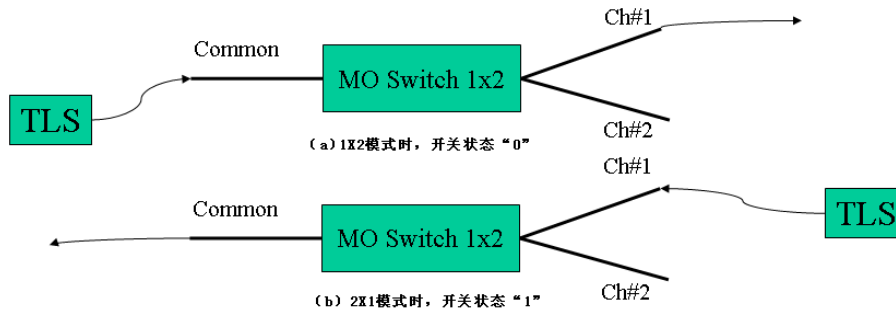 Ch#1
Common
MO Switch 1x2
TLS
Ch#2
（a）1X2模式时，开关状态“0”
Ch#1
Common
MO Switch 1x2
TLS
Ch#2
（b） 2X1模式时，开关状态“1”